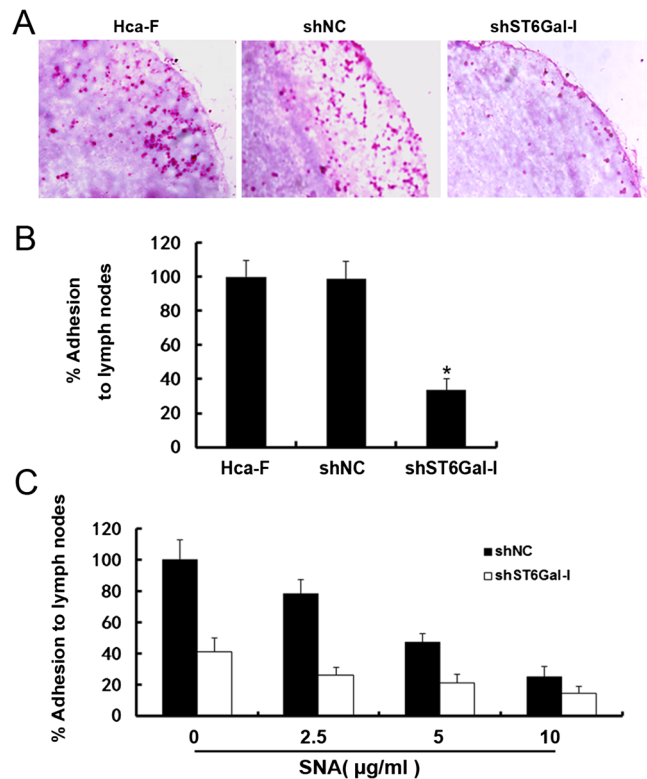 A
Hca-F shNC shST6Gal-I
B
% Adhesion
to lymph nodes
120
100
80
60
40
20
0
*
Hca-F shNC shST6Gal-I
C
% Adhesion to lymph nodes
120
100
80
60
40
20
0
shNC
shST6Gal-I
0 2.5 5 10
SNA( μg/ml )